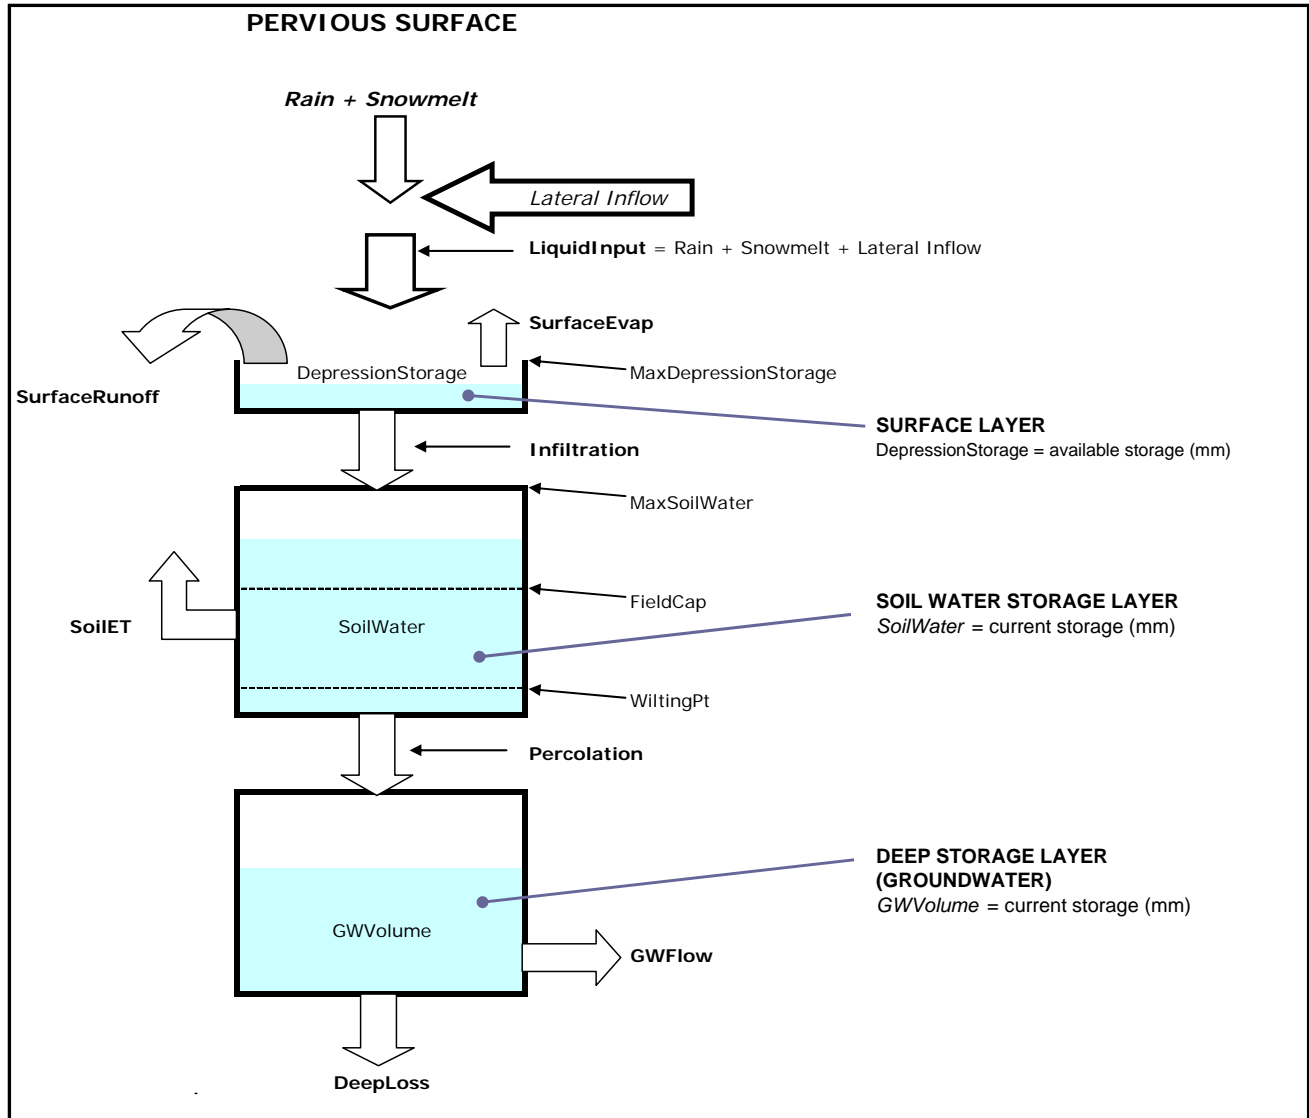 PERVIOUS SURFACE
Rain + Snowmelt
Lateral Inflow
LiquidInput = Rain + Snowmelt + Lateral Inflow
SurfaceEvap
DepressionStorage
MaxDepressionStorage
SurfaceRunoff
SURFACE LAYER
DepressionStorage = available storage (mm)
Infiltration
MaxSoilWater
FieldCap
SOIL WATER STORAGE LAYER
SoilWater = current storage (mm)
SoilET
SoilWater
WiltingPt
Percolation
DEEP STORAGE LAYER
(GROUNDWATER)
GWVolume = current storage (mm)
GWVolume
GWFlow
DeepLoss